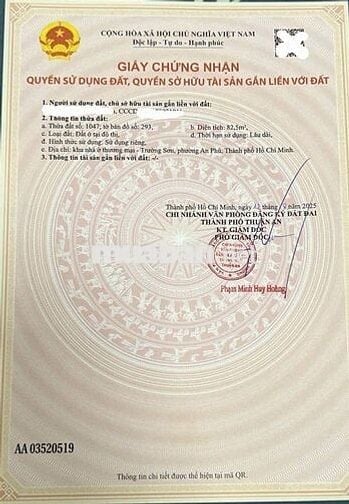 CỘNG HÒA XÃ HỘI CHỦ NGHĨA VIỆT NAM
Độc lập - Tự do - Hạnh phúc
GIẤY CHỨNG NHẬN
QUYỀN SỬ DỤNG ĐẤT, QUYỀN SỞ HỮU TÀI SẢN GẮN LIỀN VỚI ĐẤT
1. Người sử dụng đất, chủ sở hữu tài sản gắn liền với đất:
, CCCD
2. Thông tin thửa đất:
a. Thửa đất số: 1047; tờ bản đồ số: 293, b. Diện tích: 82,5m²,
c. Loại đất: Đất ở tại đô thị, d. Thời hạn sử dụng: Lâu dài,
đ. Hình thức sử dụng: Sử dụng riêng,
e. Địa chỉ: khu nhà ở thương mại - Trường Sơn, phường An Phú; Thành phố Hồ Chí Minh.
3. Thông tin tài sản gắn liền với đất: -/-
Thành phố Hồ Chí Minh, ngày tháng năm 2025
CHI NHÁNH VĂN PHÒNG ĐĂNG KÝ ĐẤT ĐAI
THÀNH PHỐ THUẬN AN
KT. GIÁM ĐỐC
PHÓ GIÁM ĐỐC
muaban.net
Phạm Minh Huy Hoàng
AA 03520519
Thông tin chi tiết được thể hiện tại mã QR.